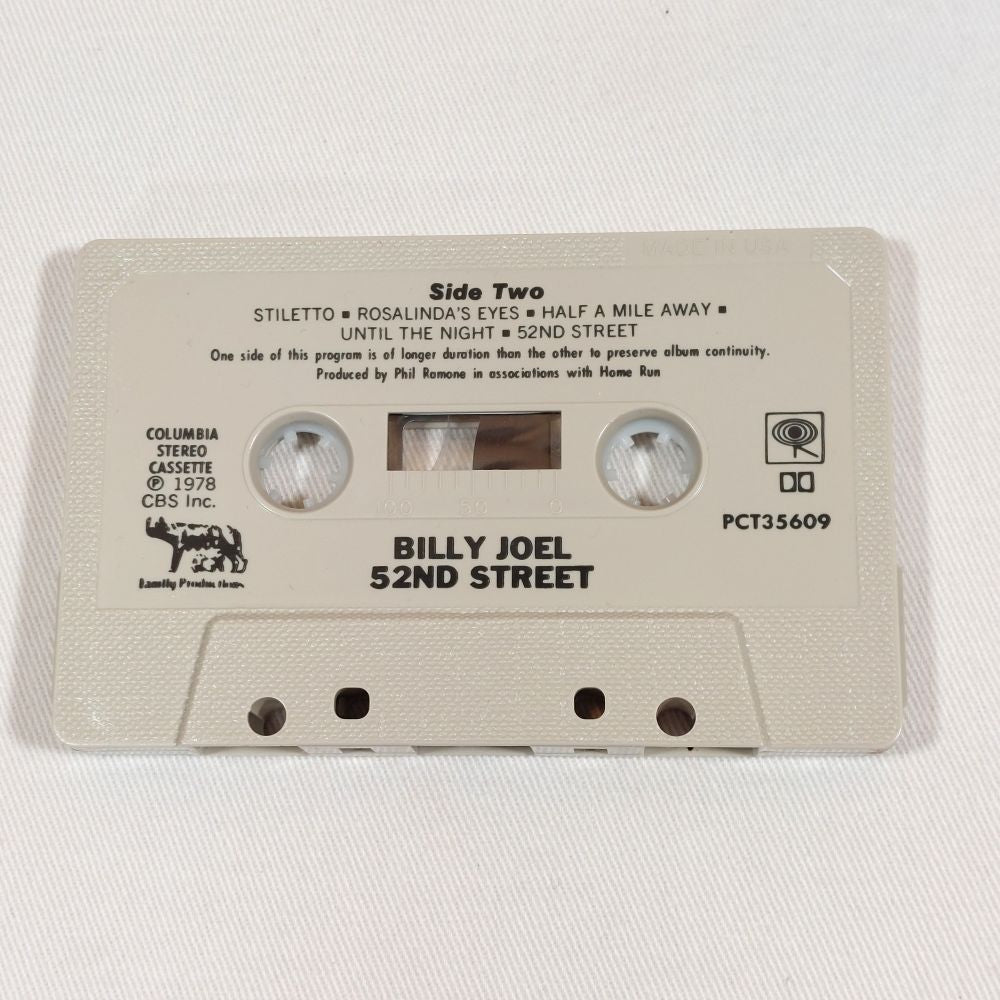 MADE IN USA
Side Two
STILETTO ▪ ROSALINDA'S EYES ▪ HALF A MILE AWAY ▪
UNTIL THE NIGHT ▪ 52ND STREET
One side of this program is of longer duration than the other to preserve album continuity.
Produced by Phil Ramone in associations with Home Run
COLUMBIA
STEREO
CASSETTE
℗ 1978
CBS Inc.
Family Productions
100 50 0
PCT35609
BILLY JOEL
52ND STREET